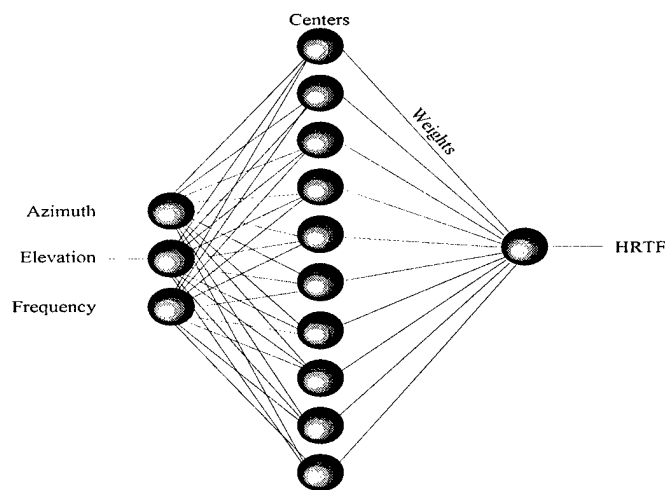 Centers
Weights
Azimuth
Elevation
HRTF
Frequency